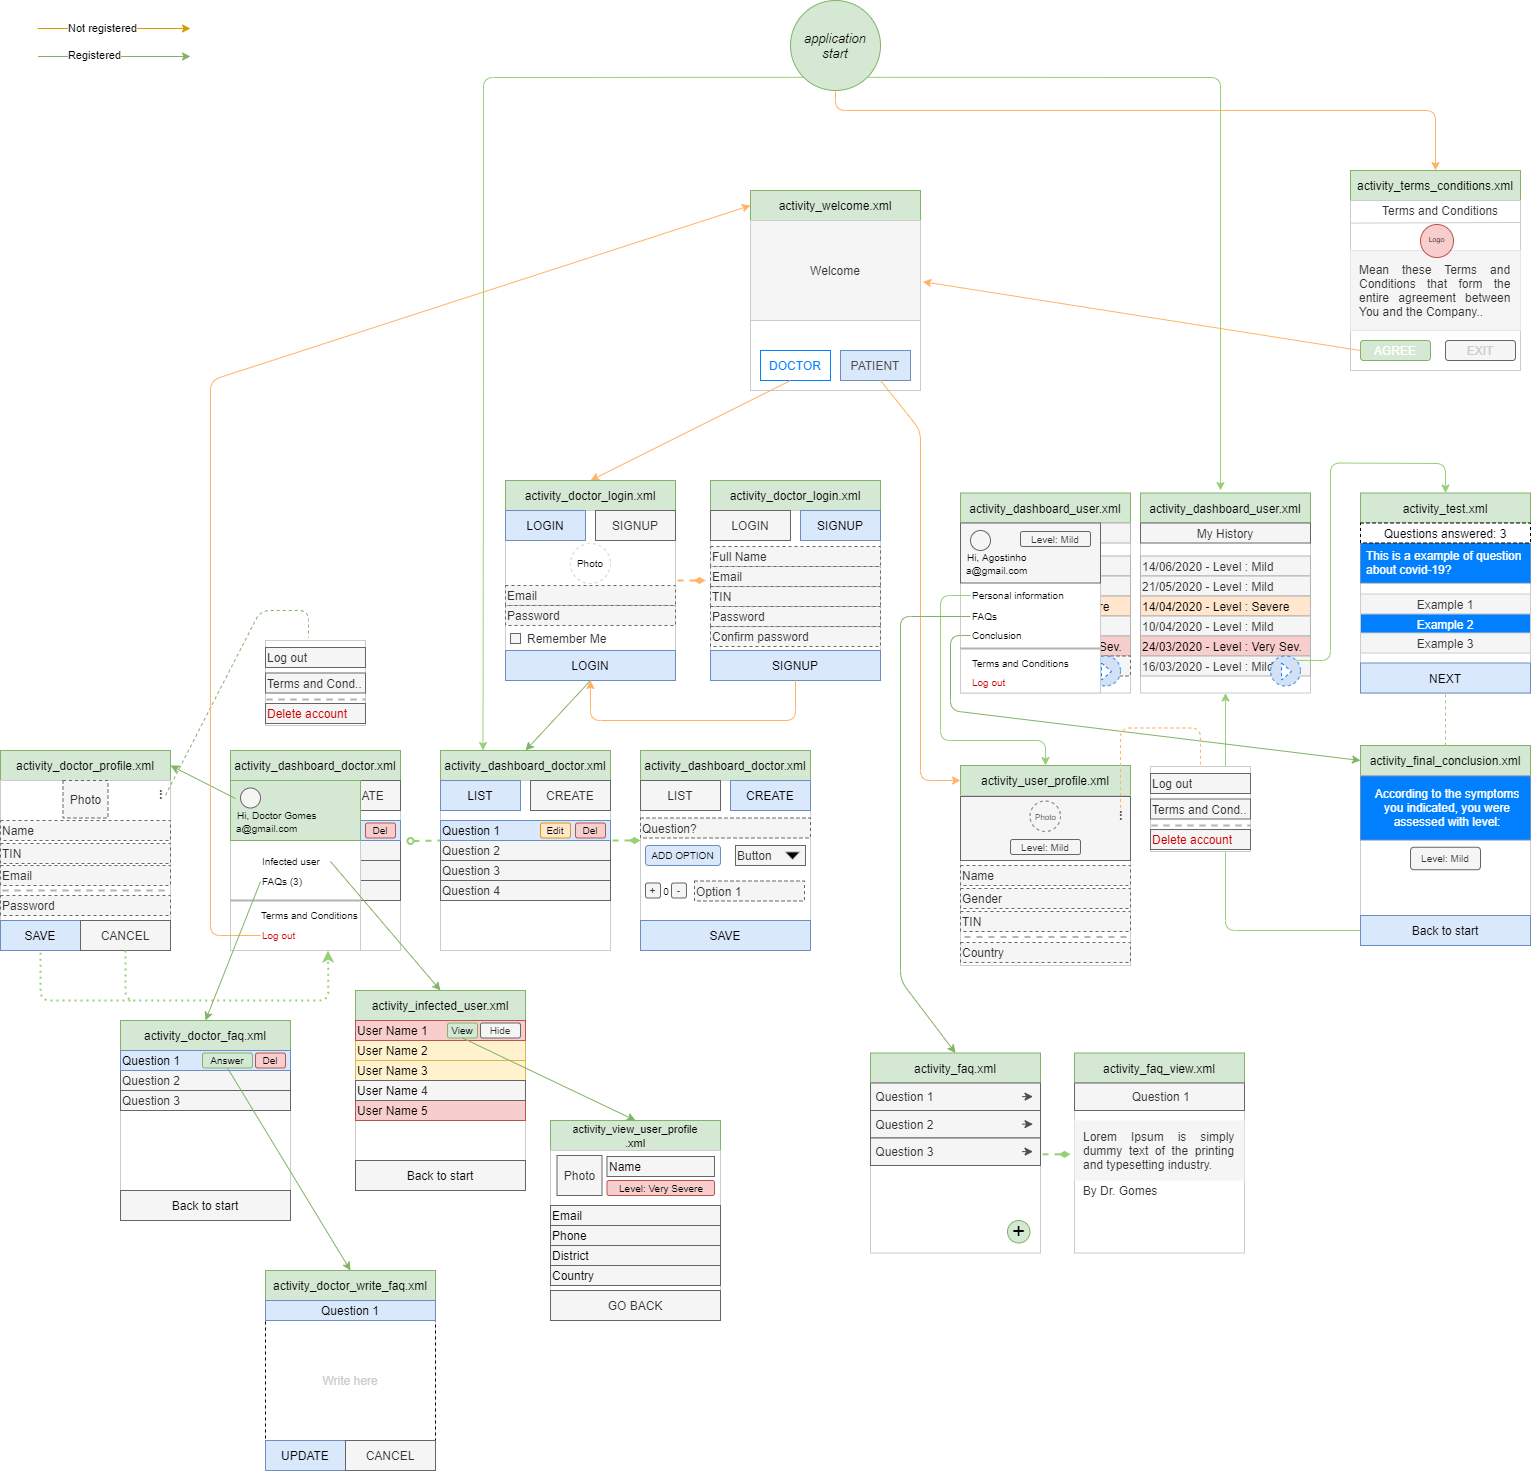 Not registered
Registered
application
start
activity_terms_conditions.xml
Terms and Conditions
Logo
Mean these Terms and
Conditions that form the
entire agreement between
You and the Company..
AGREE
EXIT
activity_welcome.xml
Welcome
DOCTOR
PATIENT
activity_doctor_login.xml
LOGIN
SIGNUP
Photo
Email
Password
Remember Me
LOGIN
activity_doctor_login.xml
LOGIN
SIGNUP
Full Name
Email
TIN
Password
Confirm password
SIGNUP
activity_dashboard_user.xml
Level: Mild
Hi, Agostinho
a@gmail.com
Personal information
FAQs
Conclusion
Terms and Conditions
Log out
re
Sev.
activity_dashboard_user.xml
My History
14/06/2020 - Level : Mild
21/05/2020 - Level : Mild
14/04/2020 - Level : Severe
10/04/2020 - Level : Mild
24/03/2020 - Level : Very Sev.
16/03/2020 - Level : Mild
activity_test.xml
Questions answered: 3
This is a example of question
about covid-19?
Example 1
Example 2
Example 3
NEXT
Log out
Terms and Cond..
Delete account
activity_doctor_profile.xml
Photo
Name
TIN
Email
Password
SAVE
CANCEL
activity_dashboard_doctor.xml
ATE
Hi, Doctor Gomes
a@gmail.com
Del
Infected user
FAQs (3)
Terms and Conditions
Log out
activity_dashboard_doctor.xml
LIST
CREATE
Question 1
Edit
Del
Question 2
Question 3
Question 4
activity_dashboard_doctor.xml
LIST
CREATE
Question?
ADD OPTION
Button
+
0
-
Option 1
SAVE
activity_user_profile.xml
Photo
Level: Mild
Name
Gender
TIN
Country
Log out
Terms and Cond..
Delete account
activity_final_conclusion.xml
According to the symptoms
you indicated, you were
assessed with level:
Level: Mild
Back to start
activity_doctor_faq.xml
Question 1
Answer
Del
Question 2
Question 3
Back to start
activity_infected_user.xml
User Name 1
View
Hide
User Name 2
User Name 3
User Name 4
User Name 5
Back to start
activity_view_user_profile
.xml
Photo
Name
Level: Very Severe
Email
Phone
District
Country
GO BACK
activity_faq.xml
Question 1
Question 2
Question 3
+
activity_faq_view.xml
Question 1
Lorem Ipsum is simply
dummy text of the printing
and typesetting industry.
By Dr. Gomes
activity_doctor_write_faq.xml
Question 1
Write here
UPDATE
CANCEL